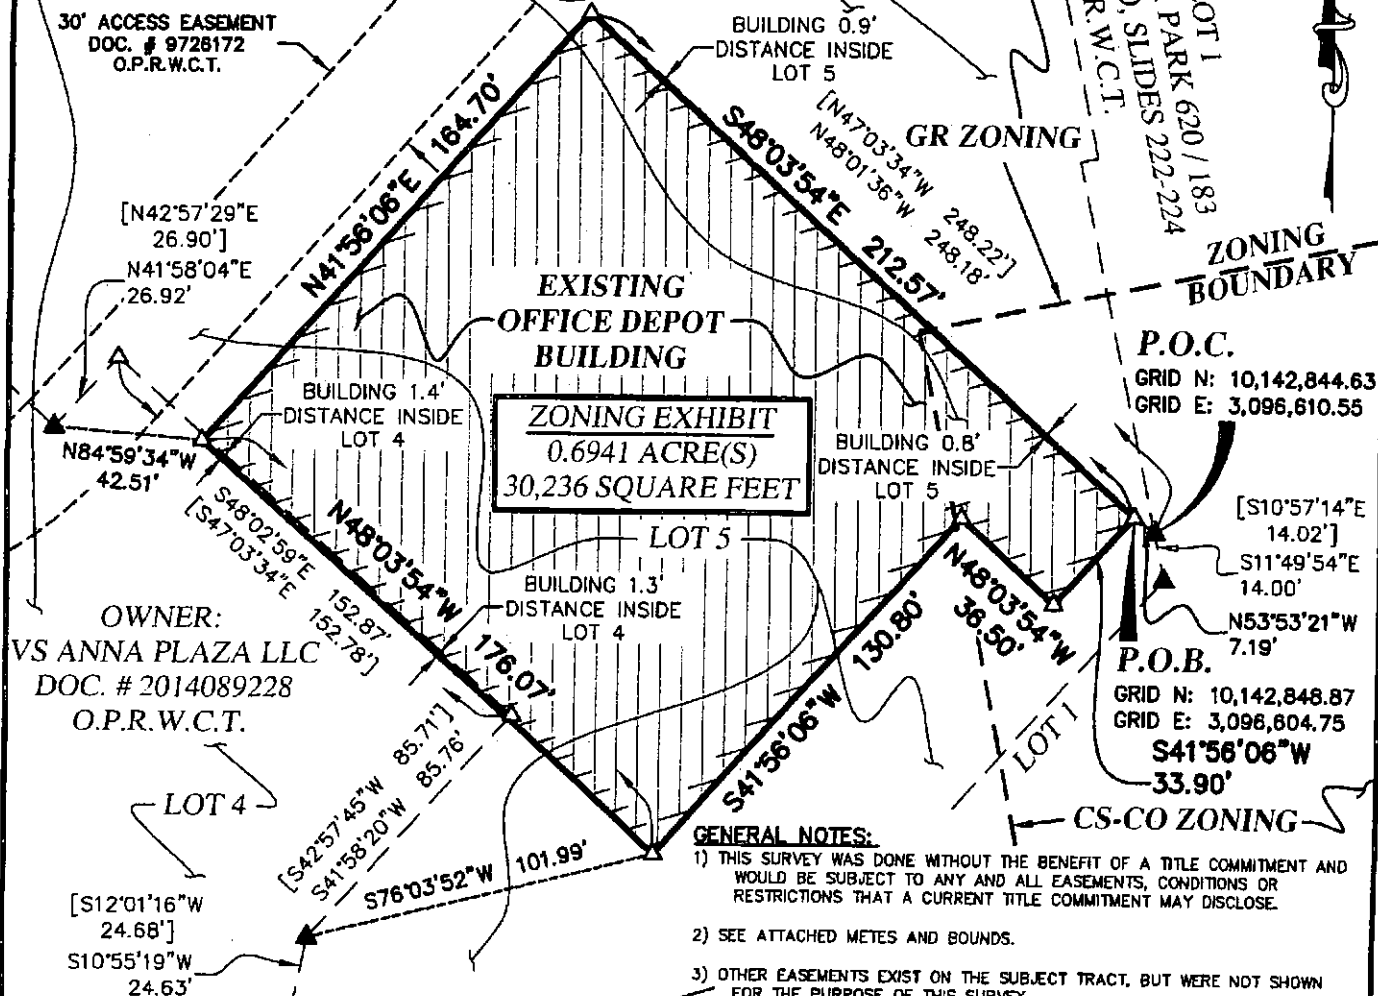 30' ACCESS EASEMENT
DOC. # 9726172
O.P.R.W.C.T.
BUILDING 0.9'
DISTANCE INSIDE
LOT 5
LOT 1
PARK 620 / 183
SLIDES 222-224
R.W.C.T.
GR ZONING
ZONING
BOUNDARY
N41°56'06"E 164.70'
S48°03'54"E 212.57'
[N47°03'34"W 248.22']
N48°01'36"W 248.18'
[N42°57'29"E
26.90']
N41°58'04"E
26.92'
EXISTING
OFFICE DEPOT
BUILDING
P.O.C.
GRID N: 10,142,844.63
GRID E: 3,096,610.55
BUILDING 1.4'
DISTANCE INSIDE
LOT 4
ZONING EXHIBIT
0.6941 ACRE(S)
30,236 SQUARE FEET
BUILDING 0.8'
DISTANCE INSIDE
LOT 5
N84°59'34"W
42.51'
S48°02'59"E 152.87'
[S47°03'34"E 152.78']
N48°03'54"W 176.07'
LOT 5
[S10°57'14"E
14.02']
S11°49'54"E
14.00'
N53°53'21"W
7.19'
BUILDING 1.3'
DISTANCE INSIDE
LOT 4
N48°03'54"W
36.50'
S41°56'06"W 130.80'
OWNER:
VS ANNA PLAZA LLC
DOC. # 2014089228
O.P.R.W.C.T.
P.O.B.
GRID N: 10,142,848.87
GRID E: 3,096,604.75
S41°56'06"W
33.90'
LOT 1
LOT 4
CS-CO ZONING
[S42°57'45"W 85.71']
S41°58'20"W 85.76'
S76°03'52"W 101.99'
[S12°01'16"W
24.68']
S10°55'19"W
24.63'
GENERAL NOTES:
1) THIS SURVEY WAS DONE WITHOUT THE BENEFIT OF A TITLE COMMITMENT AND
WOULD BE SUBJECT TO ANY AND ALL EASEMENTS, CONDITIONS OR
RESTRICTIONS THAT A CURRENT TITLE COMMITMENT MAY DISCLOSE.
2) SEE ATTACHED METES AND BOUNDS.
3) OTHER EASEMENTS EXIST ON THE SUBJECT TRACT, BUT WERE NOT SHOWN
FOR THE PURPOSE OF THIS SURVEY